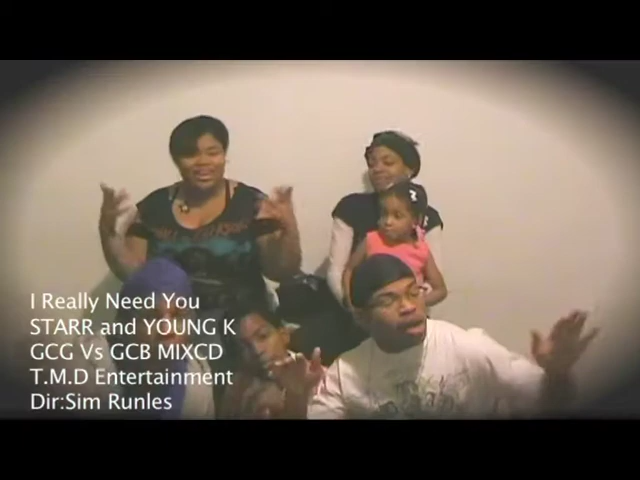 I Really Need You
STARR and YOUNG K
GCG Vs GCB MIXCD
T.M.D Entertainment
Dir:Sim Runles